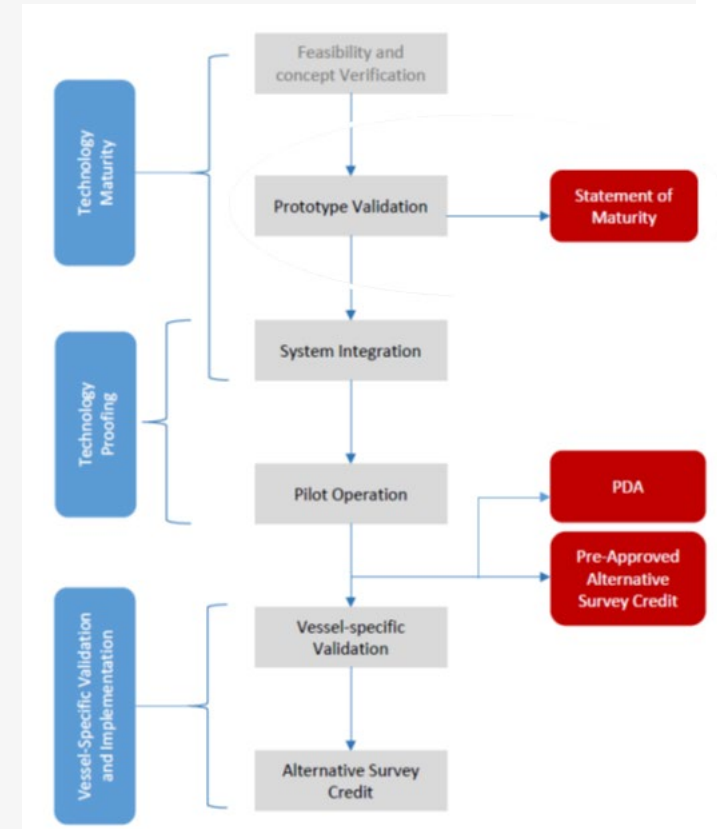 Feasibility and
concept Verification
Technology
Maturity
Prototype Validation
Statement of
Maturity
System Integration
Technology
Proofing
Pilot Operation
PDA
Pre-Approved
Alternative
Survey Credit
Vessel-specific
Validation
Vessel-Specific Validation
and Implementation
Alternative Survey
Credit